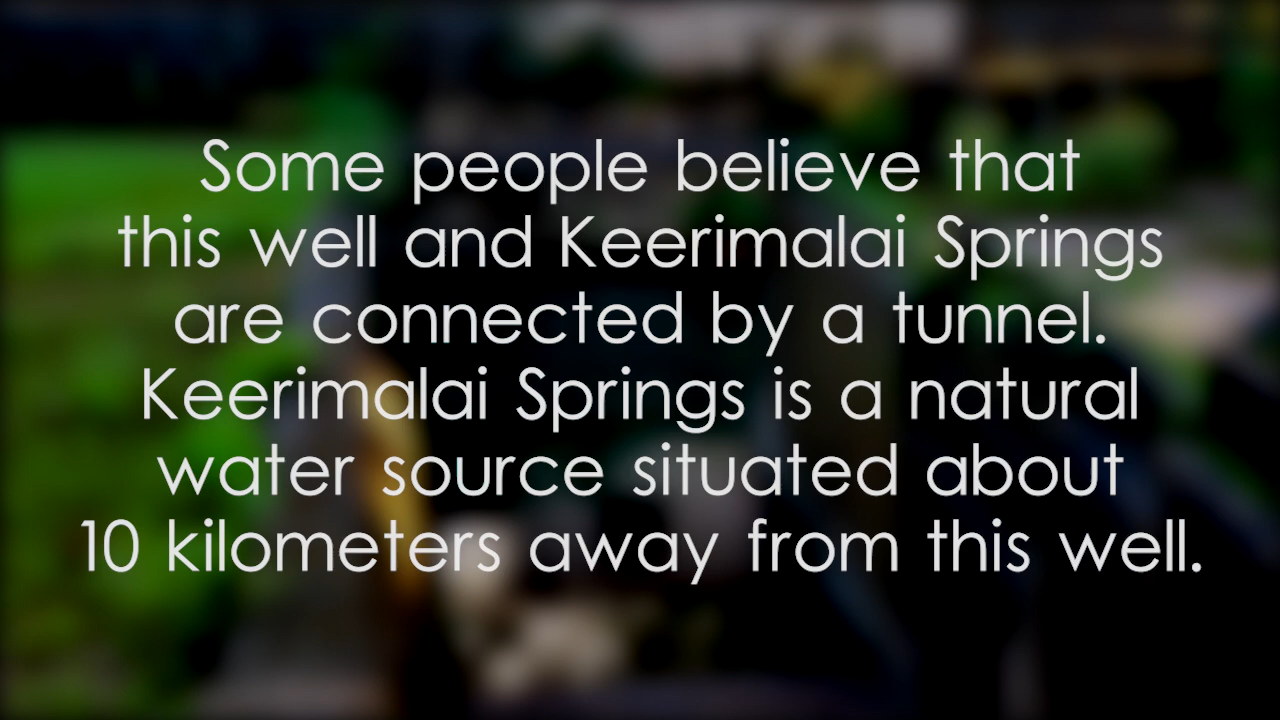 Some people believe that
this well and Keerimalai Springs
are connected by a tunnel.
Keerimalai Springs is a natural
water source situated about
10 kilometers away from this well.